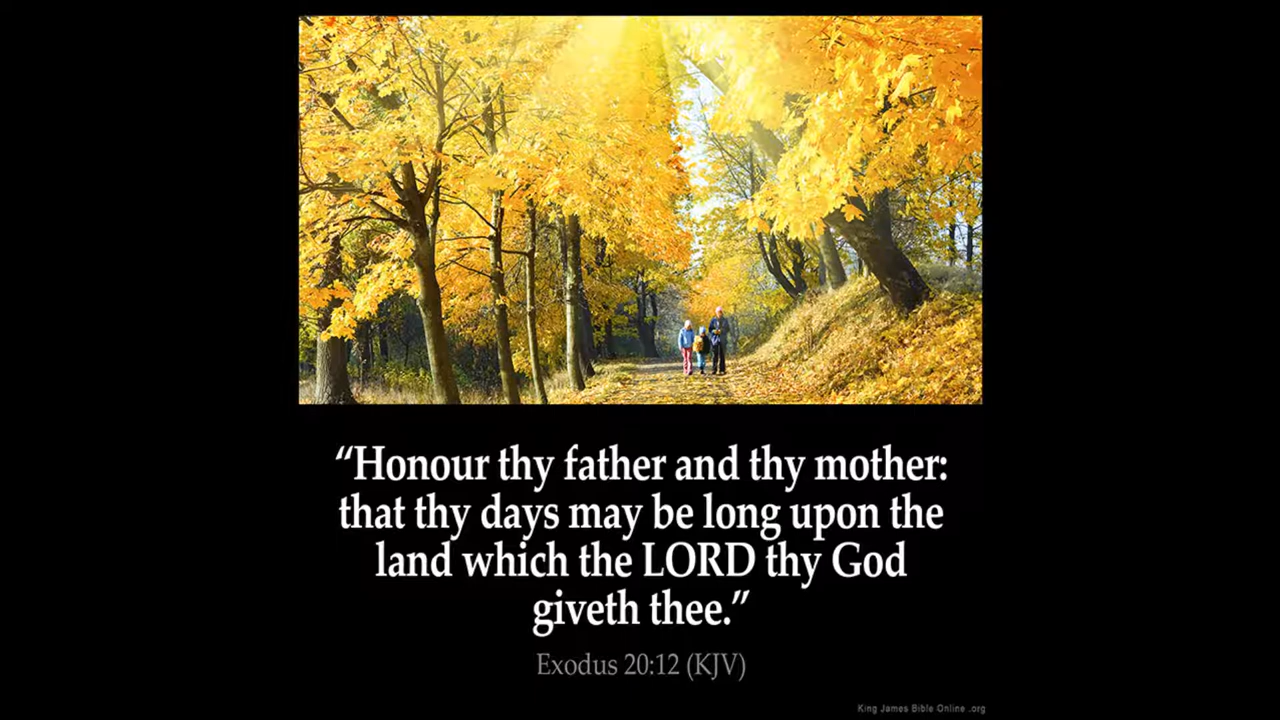 “Honour thy father and thy mother:
that thy days may be long upon the
land which the LORD thy God
giveth thee.”
Exodus 20:12 (KJV)
King James Bible Online .org